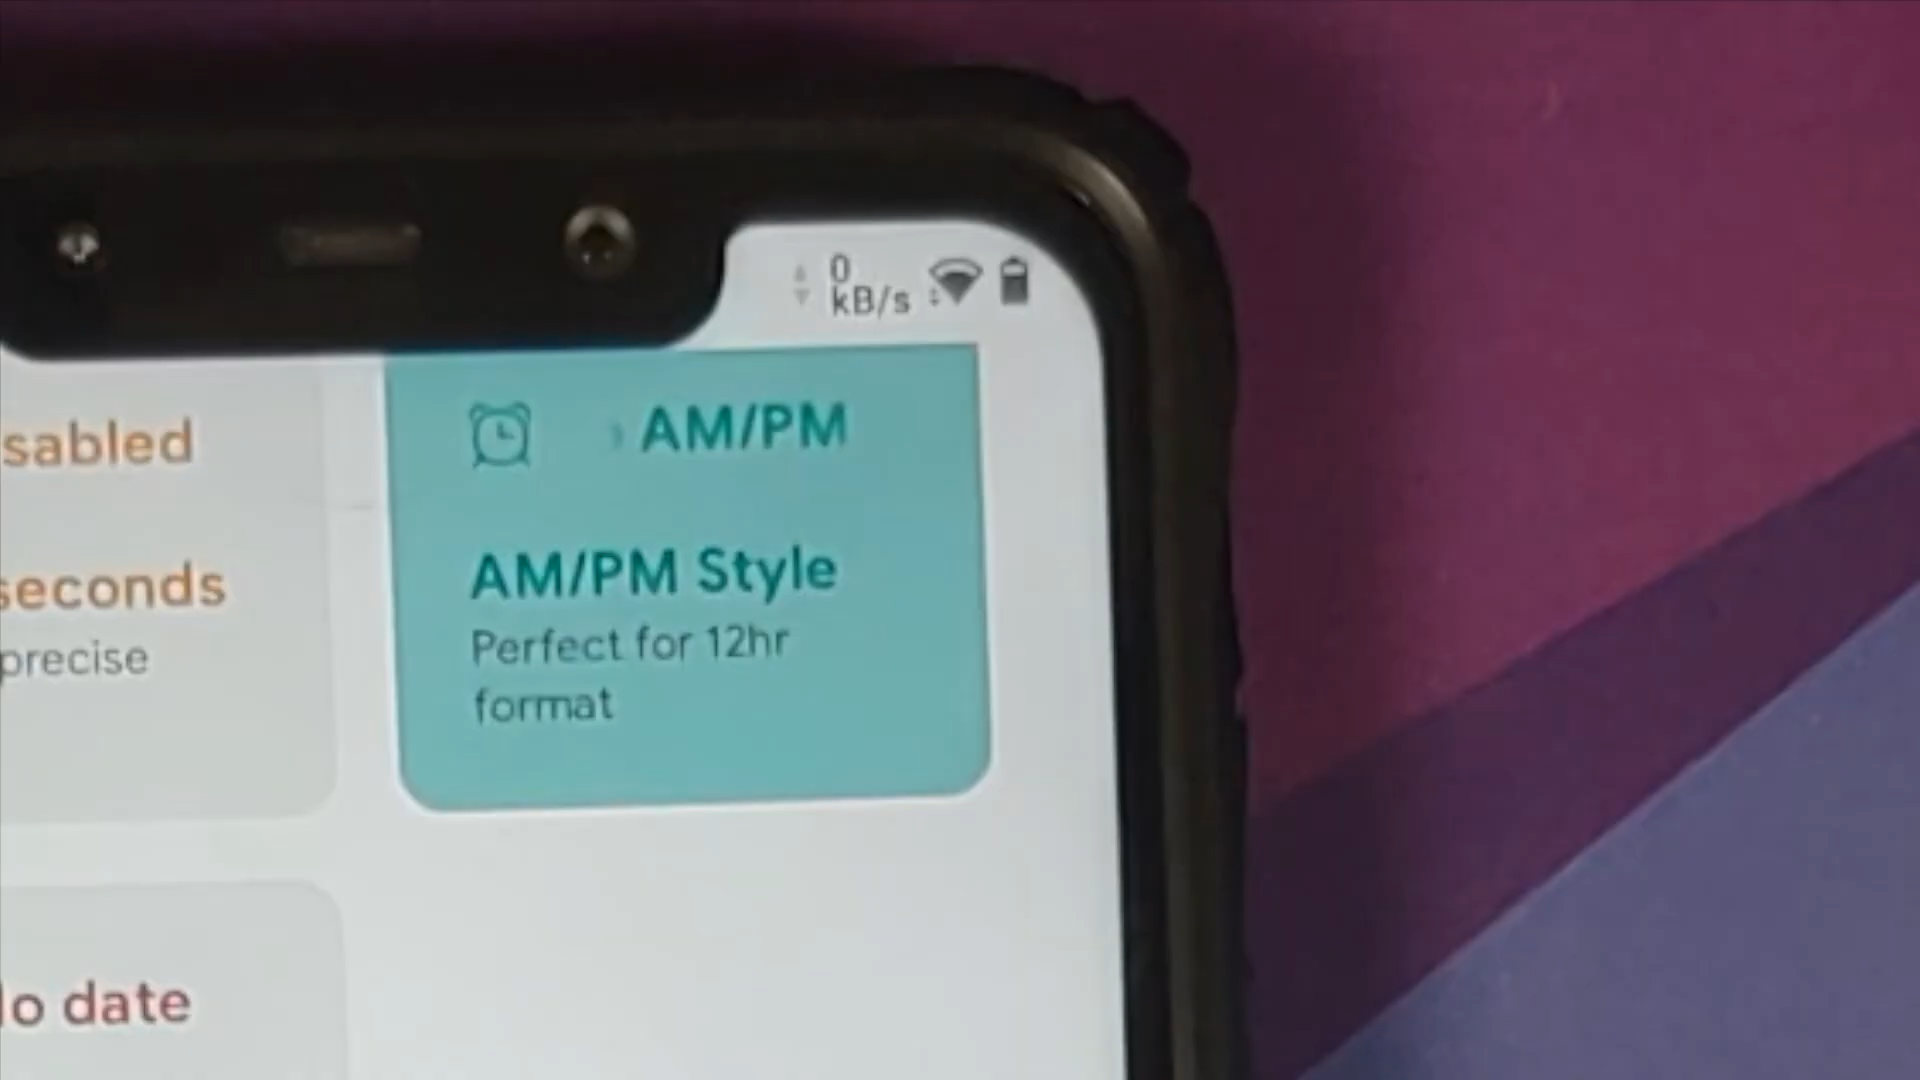 0
kB/s
sabled
AM/PM
seconds
precise
AM/PM Style
Perfect for 12hr
format
lo date